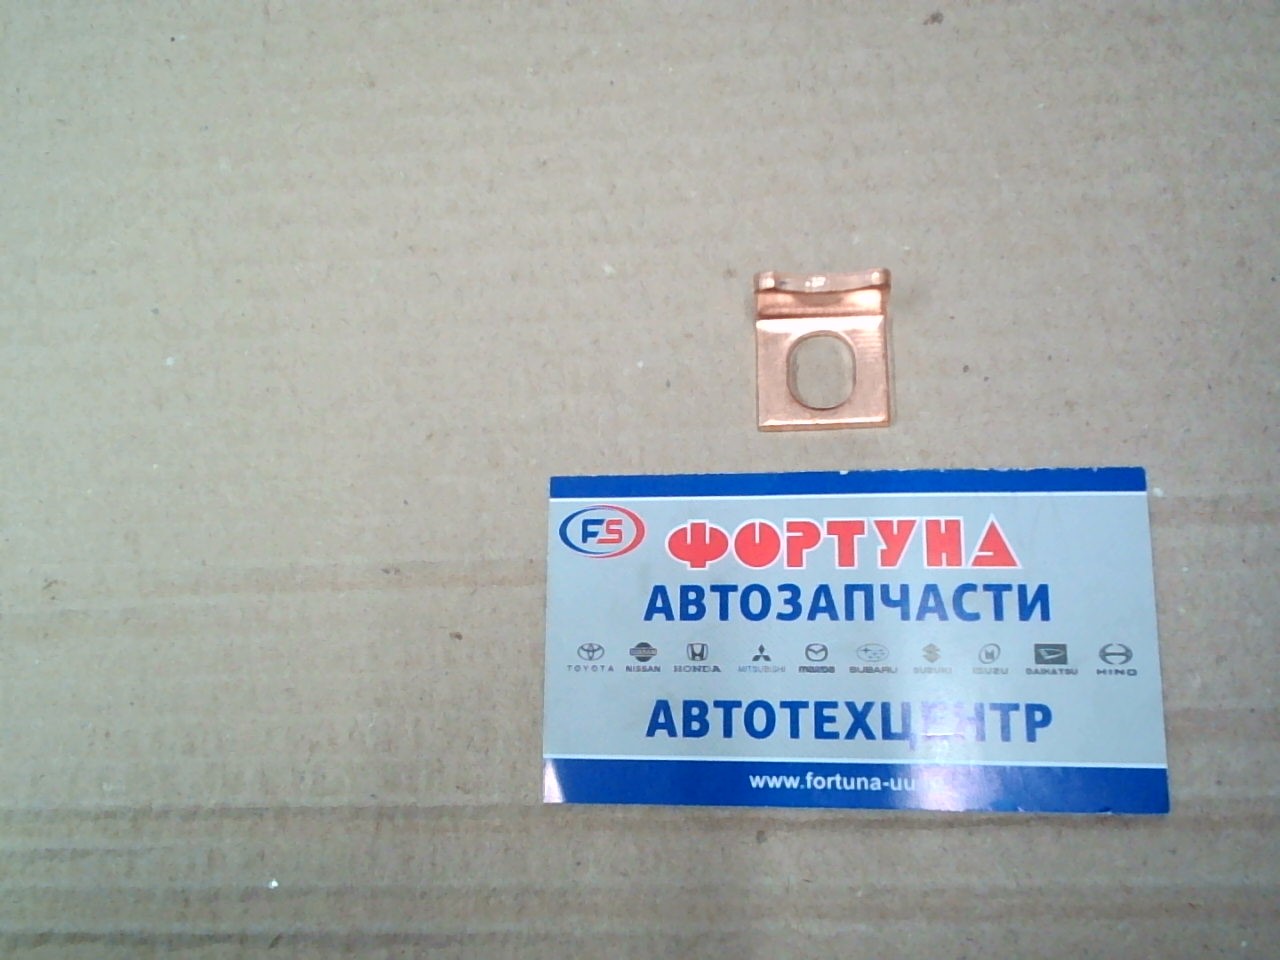 FS ФОРТУНА
АВТОЗАПЧАСТИ
TOYOTA NISSAN HONDA MITSUBISHI mazda SUBARU SUZUKI ISUZU DAIHATSU HINO
АВТОТЕХЦЕНТР
www.fortuna-uu